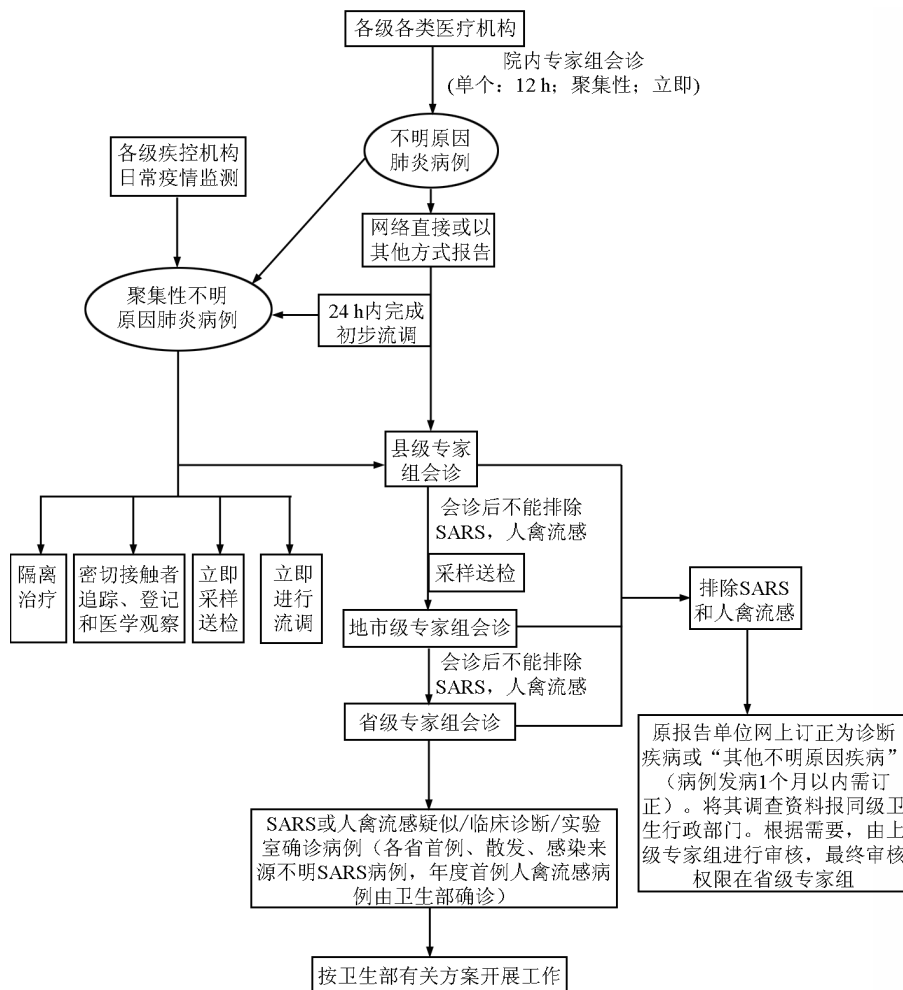 各级各类医疗机构
院内专家组会诊
(单个：12 h；聚集性；立即)
不明原因
肺炎病例
各级疾控机构
日常疫情监测
网络直接或以
其他方式报告
聚集性不明
原因肺炎病例
24 h内完成
初步流调
县级专家
组会诊
会诊后不能排除
SARS，人禽流感
隔离
治疗
密切接触者
追踪、登记
和医学观察
立即
采样
送检
立即
进行
流调
采样送检
排除SARS
和人禽流感
地市级专家组会诊
会诊后不能排除
SARS，人禽流感
省级专家组会诊
原报告单位网上订正为诊断
疾病或“其他不明原因疾病”
（病例发病1个月以内需订
正）。将其调查资料报同级卫
生行政部门。根据需要，由上
级专家组进行审核，最终审核
权限在省级专家组
SARS或人禽流感疑似/临床诊断/实验
室确诊病例（各省首例、散发、感染来
源不明SARS病例，年度首例人禽流感病
例由卫生部确诊）
按卫生部有关方案开展工作